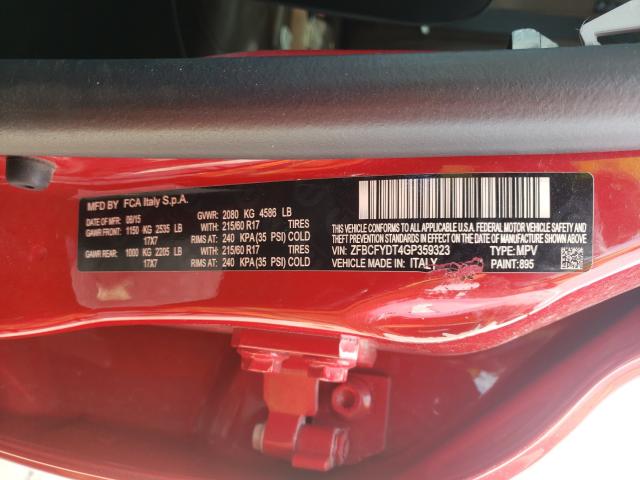 MFD BY FCA Italy S.p.A.
DATE OF MFR: 06/15 GVWR: 2080 KG 4586 LB
GAWR FRONT: 1150 KG 2535 LB WITH 215/60 R17 TIRES
17X7 RIMS AT: 240 KPA(35 PSI) COLD
GAWR REAR: 1000 KG 2205 LB WITH 215/60 R17 TIRES
17X7 RIMS AT: 240 KPA(35 PSI) COLD
THIS VEHICLE CONFORMS TO ALL APPLICABLE U.S.A. FEDERAL MOTOR VEHICLE SAFETY,
BUMPER, AND THEFT PREVENTION STANDARDS IN EFFECT ON THE DATE OF MANUFACTURE SHOWN ABOVE.
VIN: ZFBCFYDT4GP359323 TYPE: MPV
VEHICLE MADE IN: ITALY PAINT: 895